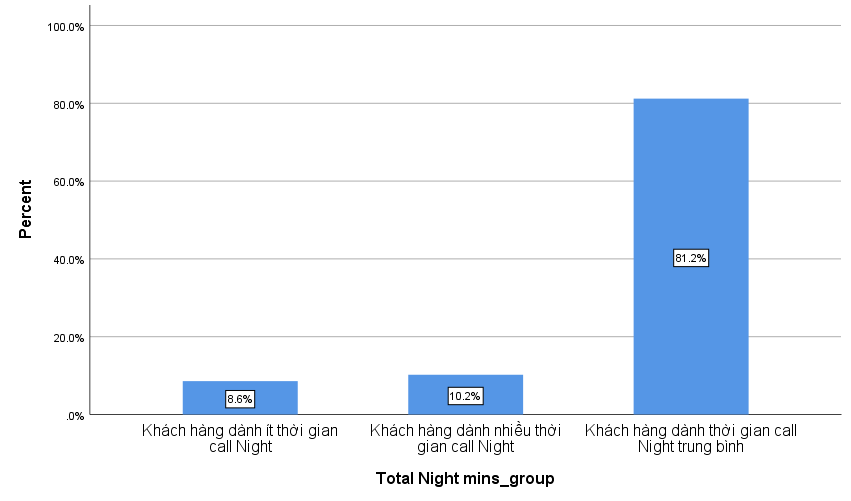 100.0%
80.0%
60.0%
40.0%
20.0%
.0%
Percent
8.6%
10.2%
81.2%
Khách hàng dành ít thời gian
call Night
Khách hàng dành nhiều thời
gian call Night
Khách hàng dành thời gian call
Night trung bình
Total Night mins_group